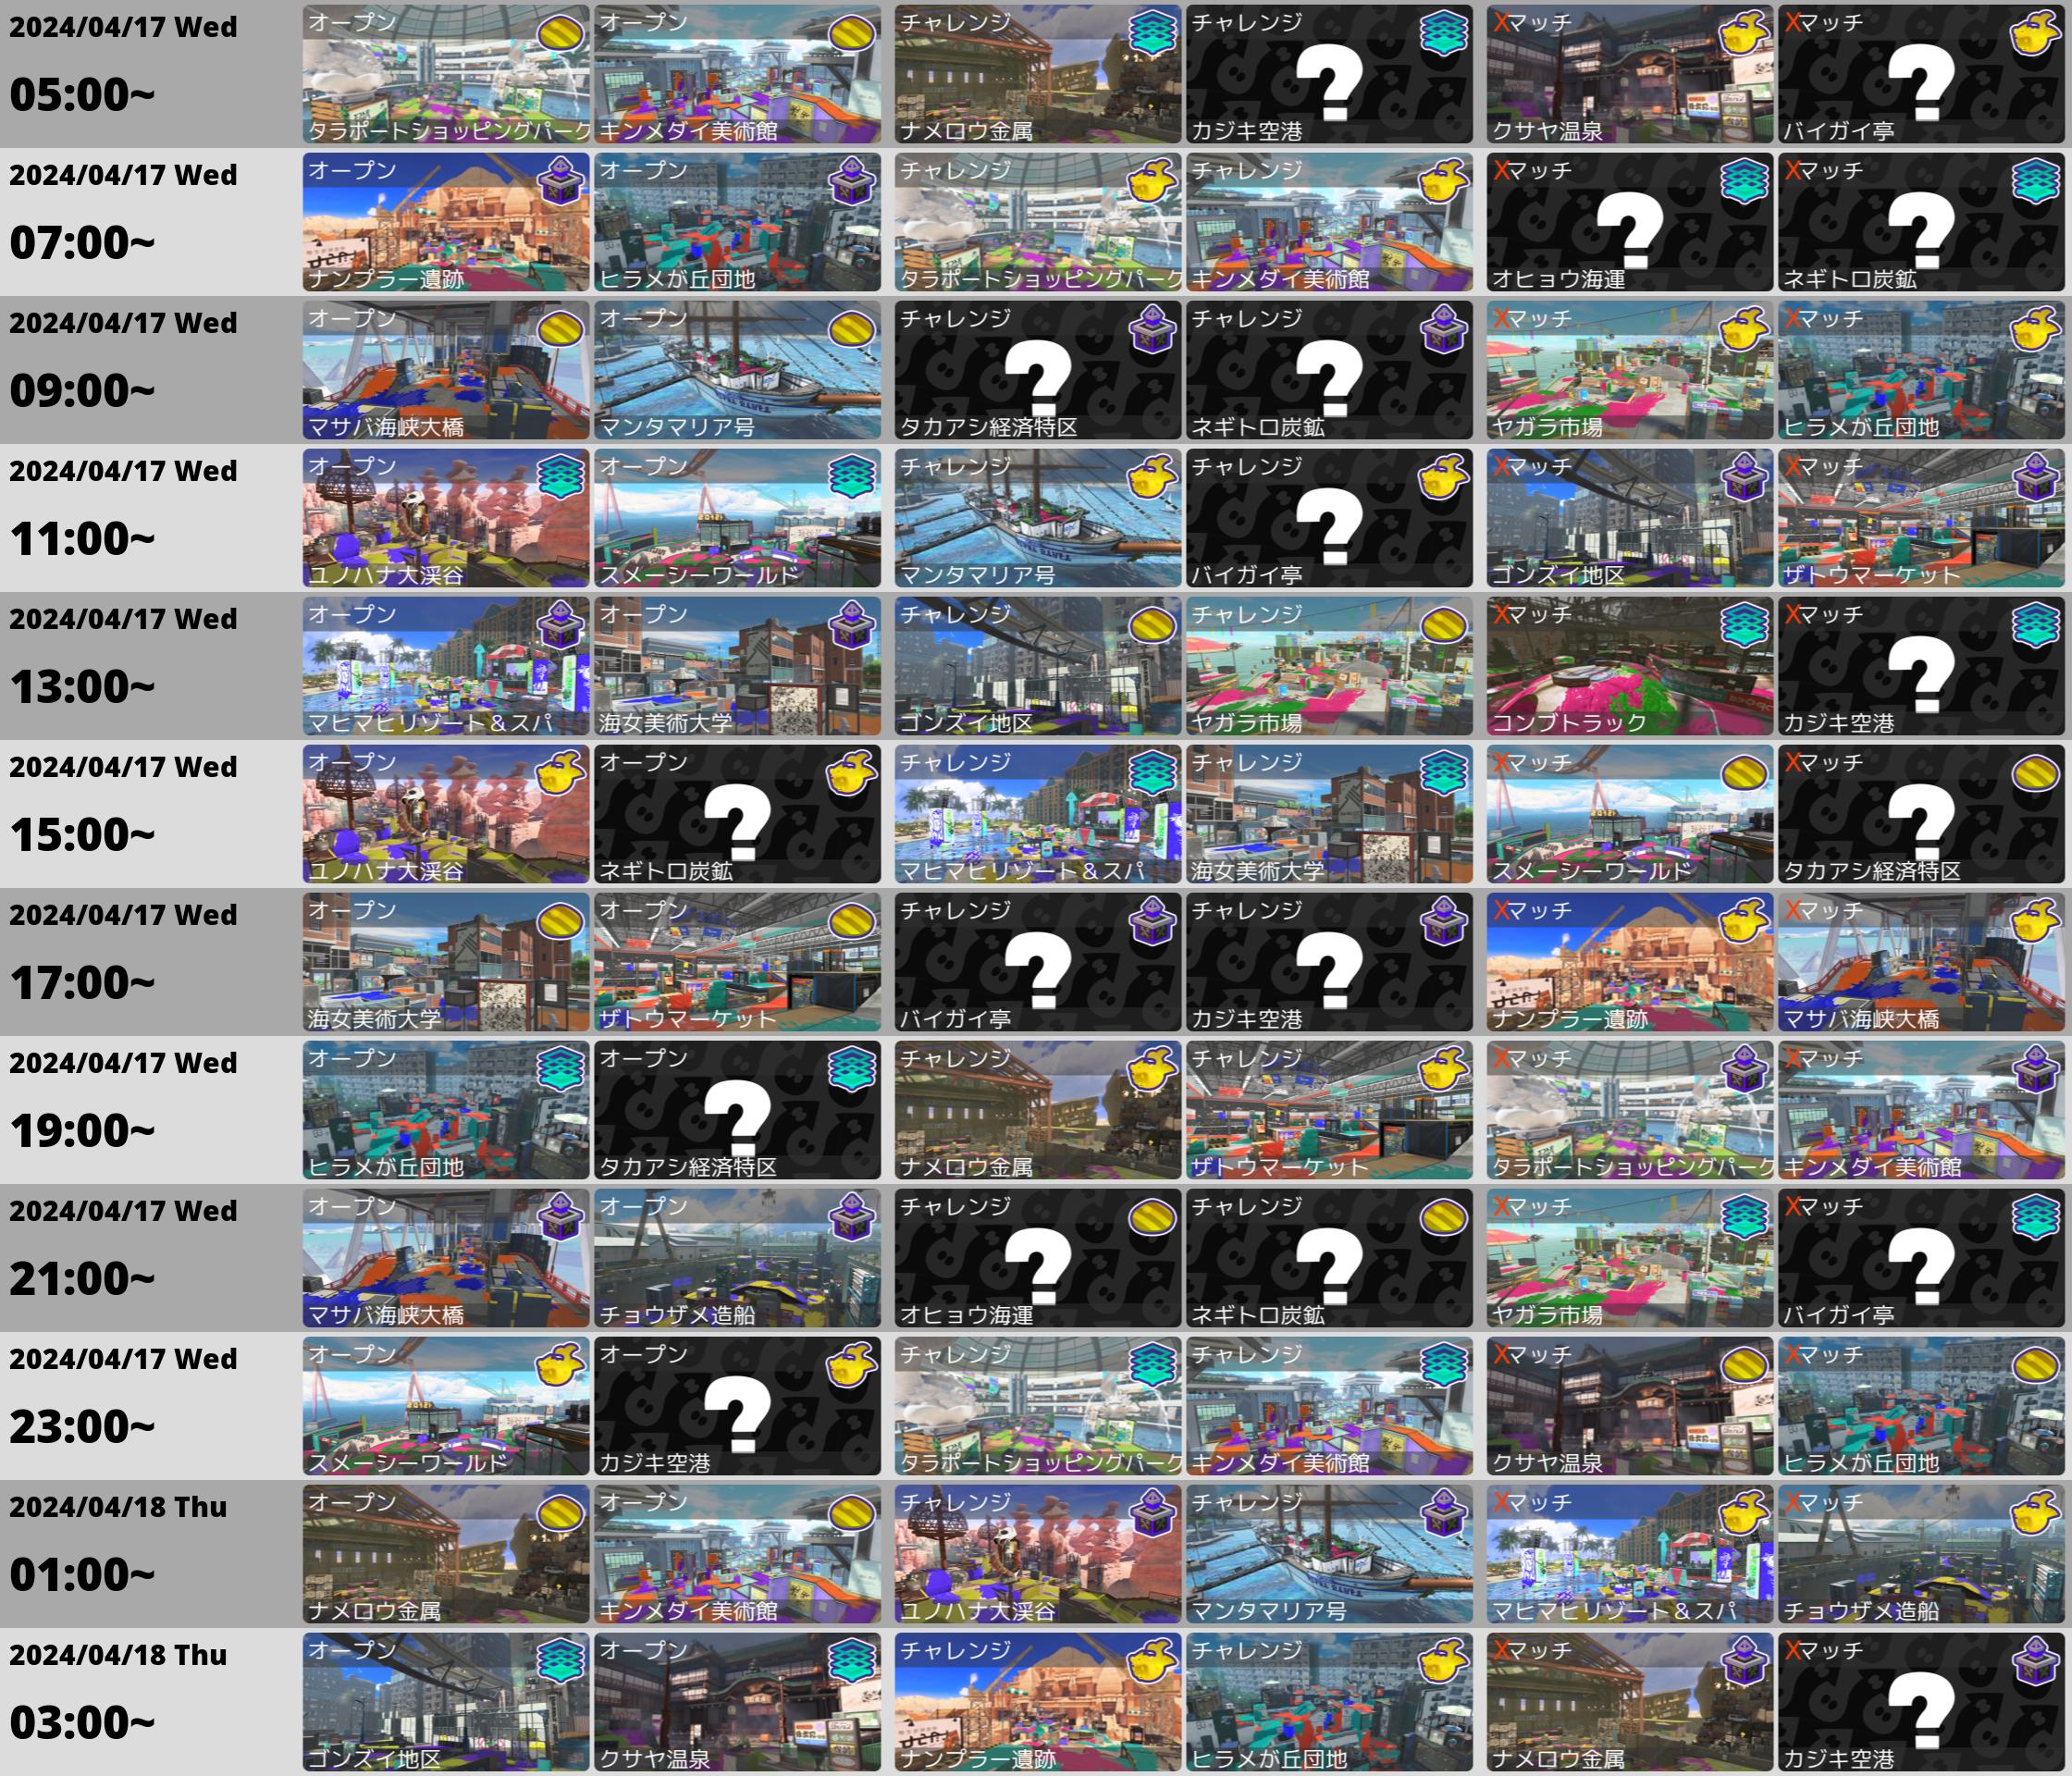 2024/04/17 Wed
05:00~
オープン オープン チャレンジ チャレンジ Xマッチ Xマッチ
タラポートショッピングパーク キンメダイ美術館 ナメロウ金属 カジキ空港 クサヤ温泉 バイガイ亭
2024/04/17 Wed
07:00~
オープン オープン チャレンジ チャレンジ Xマッチ Xマッチ
ナンプラー遺跡 ヒラメが丘団地 タラポートショッピングパーク キンメダイ美術館 オヒョウ海運 ネギトロ炭鉱
2024/04/17 Wed
09:00~
オープン オープン チャレンジ チャレンジ Xマッチ Xマッチ
マサバ海峡大橋 マンタマリア号 タカアシ経済特区 ネギトロ炭鉱 ヤガラ市場 ヒラメが丘団地
2024/04/17 Wed
11:00~
オープン オープン チャレンジ チャレンジ Xマッチ Xマッチ
ユノハナ大渓谷 スメーシーワールド マンタマリア号 バイガイ亭 ゴンズイ地区 ザトウマーケット
2024/04/17 Wed
13:00~
オープン オープン チャレンジ チャレンジ Xマッチ Xマッチ
マヒマヒリゾート＆スパ 海女美術大学 ゴンズイ地区 ヤガラ市場 コンブトラック カジキ空港
2024/04/17 Wed
15:00~
オープン オープン チャレンジ チャレンジ Xマッチ Xマッチ
ユノハナ大渓谷 ネギトロ炭鉱 マヒマヒリゾート＆スパ 海女美術大学 スメーシーワールド タカアシ経済特区
2024/04/17 Wed
17:00~
オープン オープン チャレンジ チャレンジ Xマッチ Xマッチ
海女美術大学 ザトウマーケット バイガイ亭 カジキ空港 ナンプラー遺跡 マサバ海峡大橋
2024/04/17 Wed
19:00~
オープン オープン チャレンジ チャレンジ Xマッチ Xマッチ
ヒラメが丘団地 タカアシ経済特区 ナメロウ金属 ザトウマーケット タラポートショッピングパーク キンメダイ美術館
2024/04/17 Wed
21:00~
オープン オープン チャレンジ チャレンジ Xマッチ Xマッチ
マサバ海峡大橋 チョウザメ造船 オヒョウ海運 ネギトロ炭鉱 ヤガラ市場 バイガイ亭
2024/04/17 Wed
23:00~
オープン オープン チャレンジ チャレンジ Xマッチ Xマッチ
スメーシーワールド カジキ空港 タラポートショッピングパーク キンメダイ美術館 クサヤ温泉 ヒラメが丘団地
2024/04/18 Thu
01:00~
オープン オープン チャレンジ チャレンジ Xマッチ Xマッチ
ナメロウ金属 キンメダイ美術館 ユノハナ大渓谷 マンタマリア号 マヒマヒリゾート＆スパ チョウザメ造船
2024/04/18 Thu
03:00~
オープン オープン チャレンジ チャレンジ Xマッチ Xマッチ
ゴンズイ地区 クサヤ温泉 ナンプラー遺跡 ヒラメが丘団地 ナメロウ金属 カジキ空港